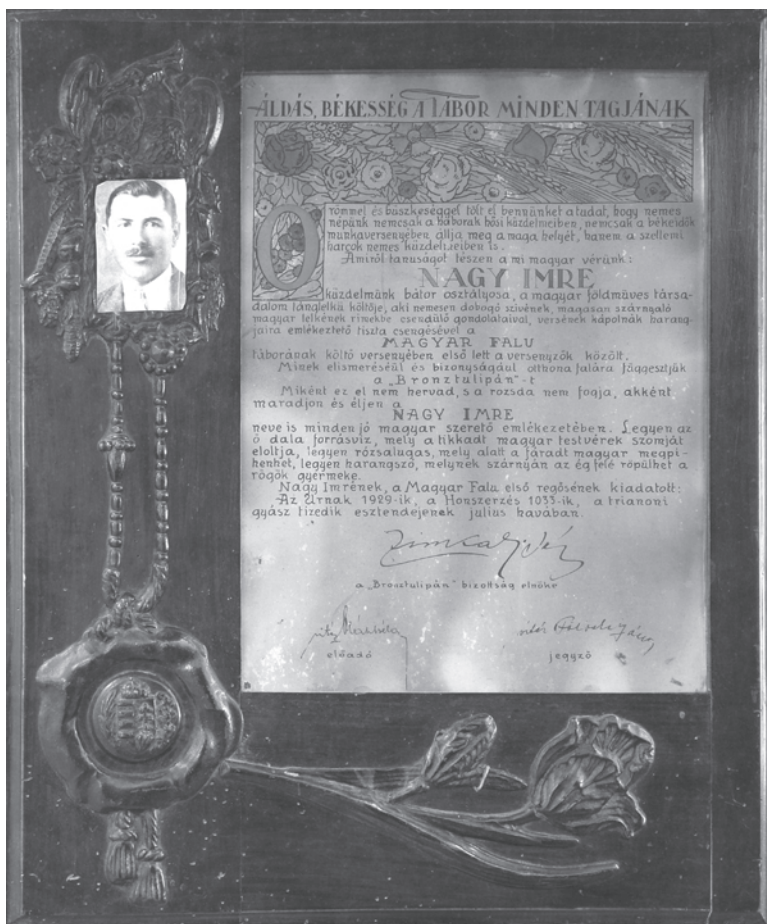 ÁLDÁS, BÉKESSÉG A TÁBOR MINDEN TAGJÁNAK
Örömmel és büszkeséggel tölt el bennünket a tudat, hogy nemes
népünk nemcsak a háborúk hősi küzdelmeiben, nemcsak a békeidők
munkaversenyében állja meg a maga helyét, hanem a szellemi
harcok nemes küzdelmeiben is.
Amiről tanuságot tészen a mi magyar vérünk:
NAGY IMRE
küzdelmünk bátor osztályosa, a magyar földműves társa-
dalom lánglelkű költője, aki nemesen dobogó szívének, magasan szárnyaló
magyar lelkének rímekbe csendülő gondolataival, versének kápolnák harang-
jaira emlékeztető tiszta csengésével a
MAGYAR FALU
táborának költő versenyében első lett a versenyzők között.
Minek elismeréséül és bizonyságául otthona falára függesztjük
a „Bronztulipán"-t
Miként ez el nem hervad, s a rozsda nem fogja, akként
maradjon és éljen a
NAGY IMRE
neve is minden jó magyar szerető emlékezetében. Legyen az
ő dala forrásvíz, mely a tikkadt magyar testvérek szomját
eloltja, legyen rózsalugas, mely alatt a fáradt magyar megpi-
henhet, legyen harangszó, melynek szárnyán az ég felé röpülhet a
rögök gyermeke.
Nagy Imrének, a Magyar Falu első regősének kiadatott:
Az Úrnak 1929-ik, a Honszerzés 1033-ik, a trianoni
gyász tizedik esztendejének július havában.
a „Bronztulipán" bizottság elnöke
vitéz
előadó
jegyző